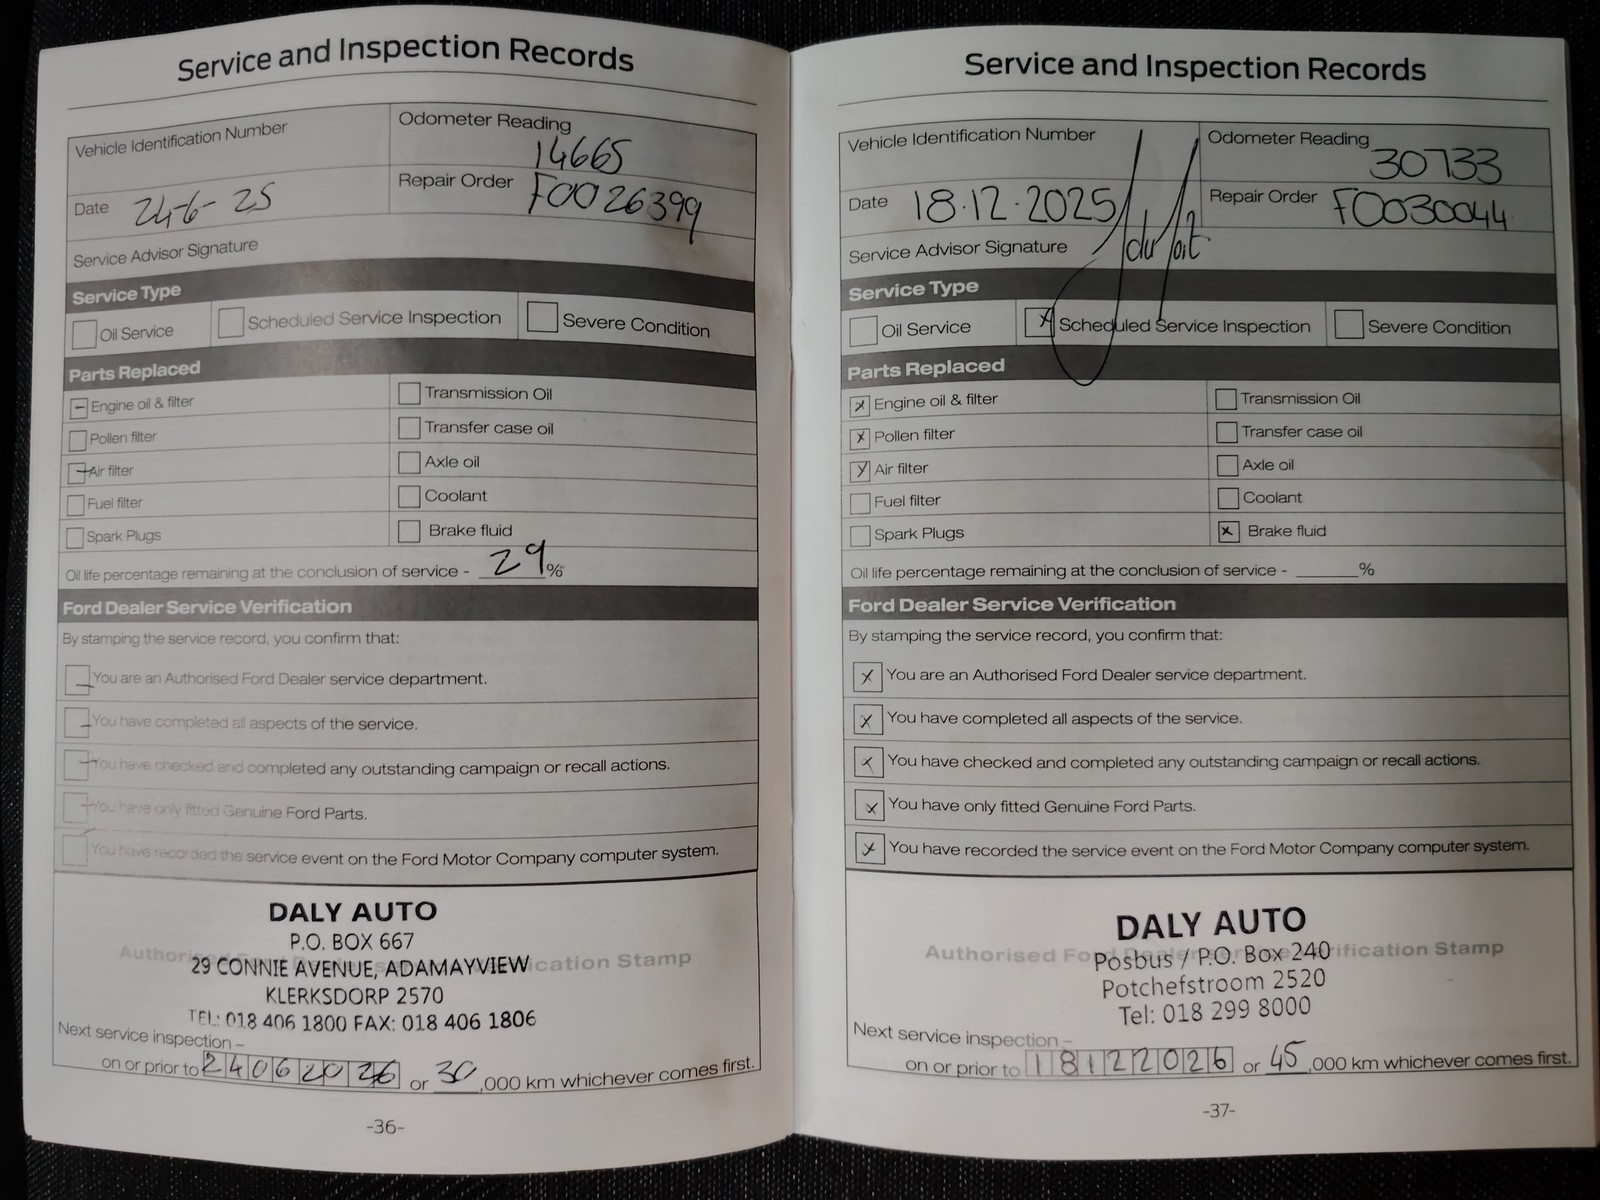 Service and Inspection Records
Vehicle Identification Number
Odometer Reading
14665
Date 24-6-25
Repair Order F0026399
Service Advisor Signature
Service Type
Oil Service
Scheduled Service Inspection
Severe Condition
Parts Replaced
Engine oil & filter
Transmission Oil
Pollen filter
Transfer case oil
Air filter
Axle oil
Fuel filter
Coolant
Spark Plugs
Brake fluid
Oil life percentage remaining at the conclusion of service - 29 %
Ford Dealer Service Verification
By stamping the service record, you confirm that:
You are an Authorised Ford Dealer service department.
You have completed all aspects of the service.
You have checked and completed any outstanding campaign or recall actions.
You have only fitted Genuine Ford Parts.
You have recorded the service event on the Ford Motor Company computer system.
DALY AUTO
P.O. BOX 667
29 CONNIE AVENUE, ADAMAYVIEW
KLERKSDORP 2570
TEL: 018 406 1800 FAX: 018 406 1806
Next service inspection –
on or prior to 24062026 or 30 ,000 km whichever comes first.
-36-
Service and Inspection Records
Vehicle Identification Number
Odometer Reading
30733
Date 18.12.2025
Repair Order F0030044
Service Advisor Signature
Service Type
Oil Service
x Scheduled Service Inspection
Severe Condition
Parts Replaced
x Engine oil & filter
Transmission Oil
x Pollen filter
Transfer case oil
Air filter
Axle oil
Fuel filter
Coolant
Spark Plugs
x Brake fluid
Oil life percentage remaining at the conclusion of service - ______%
Ford Dealer Service Verification
By stamping the service record, you confirm that:
x You are an Authorised Ford Dealer service department.
x You have completed all aspects of the service.
x You have checked and completed any outstanding campaign or recall actions.
x You have only fitted Genuine Ford Parts.
x You have recorded the service event on the Ford Motor Company computer system.
DALY AUTO
Posbus / P.O. Box 240
Potchefstroom 2520
Tel: 018 299 8000
Next service inspection –
on or prior to 18122026 or 45 ,000 km whichever comes first.
-37-